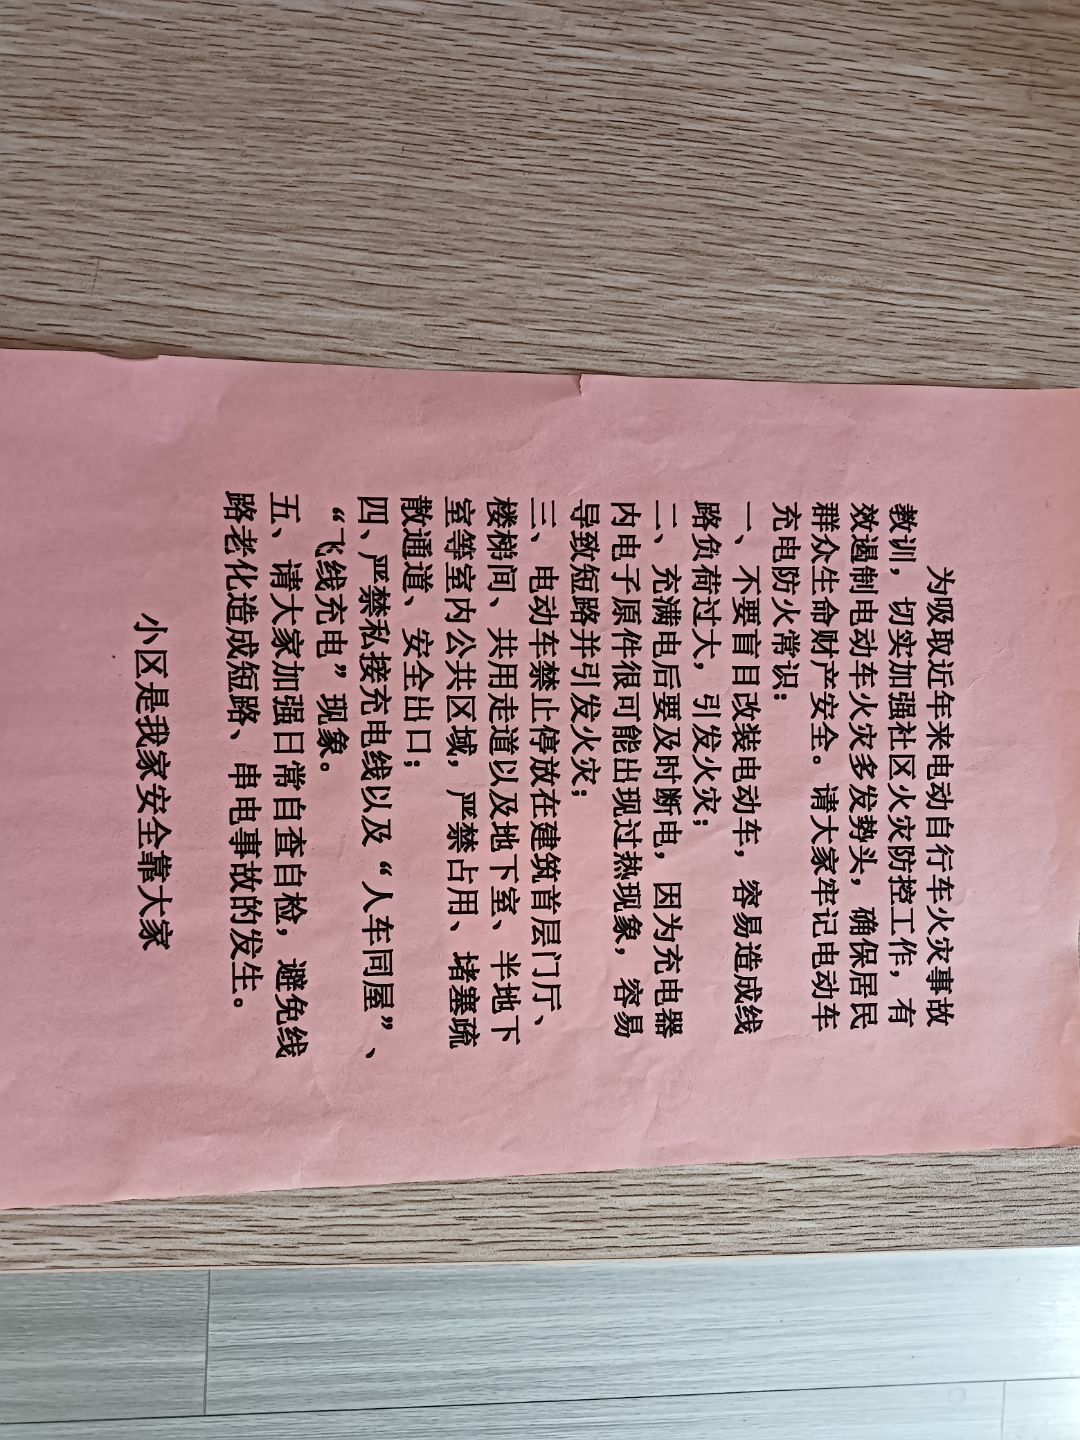 为吸取近年来电动自行车火灾事故
教训，切实加强社区火灾防控工作，有
效遏制电动车火灾多发势头，确保居民
群众生命财产安全。请大家牢记电动车
充电防火常识：
一、不要盲目改装电动车，容易造成线
路负荷过大，引发火灾；
二、充满电后要及时断电，因为充电器
内电子原件很可能出现过热现象，容易
导致短路并引发火灾；
三、电动车禁止停放在建筑首层门厅、
楼梯间、共用走道以及地下室、半地下
室等室内公共区域，严禁占用、堵塞疏
散通道、安全出口；
四、严禁私接充电线以及“人车同屋”、
“飞线充电”现象。
五、请大家加强日常自查自检，避免线
路老化造成短路、串电事故的发生。
小区是我家安全靠大家